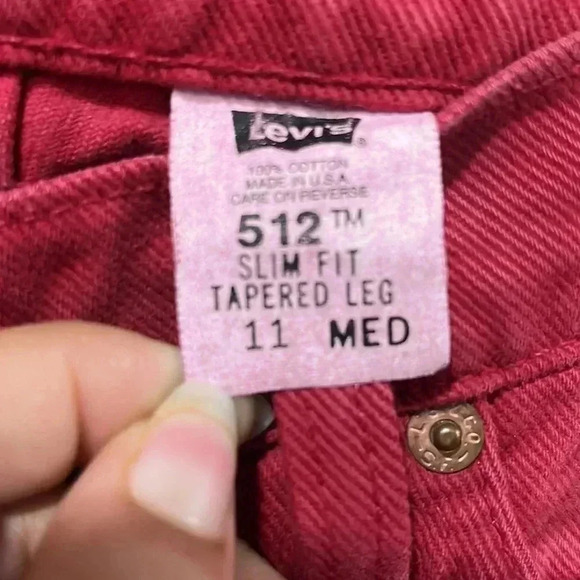 Levi's®
100% COTTON
MADE IN U.S.A.
CARE ON REVERSE
512™
SLIM FIT
TAPERED LEG
11 MED